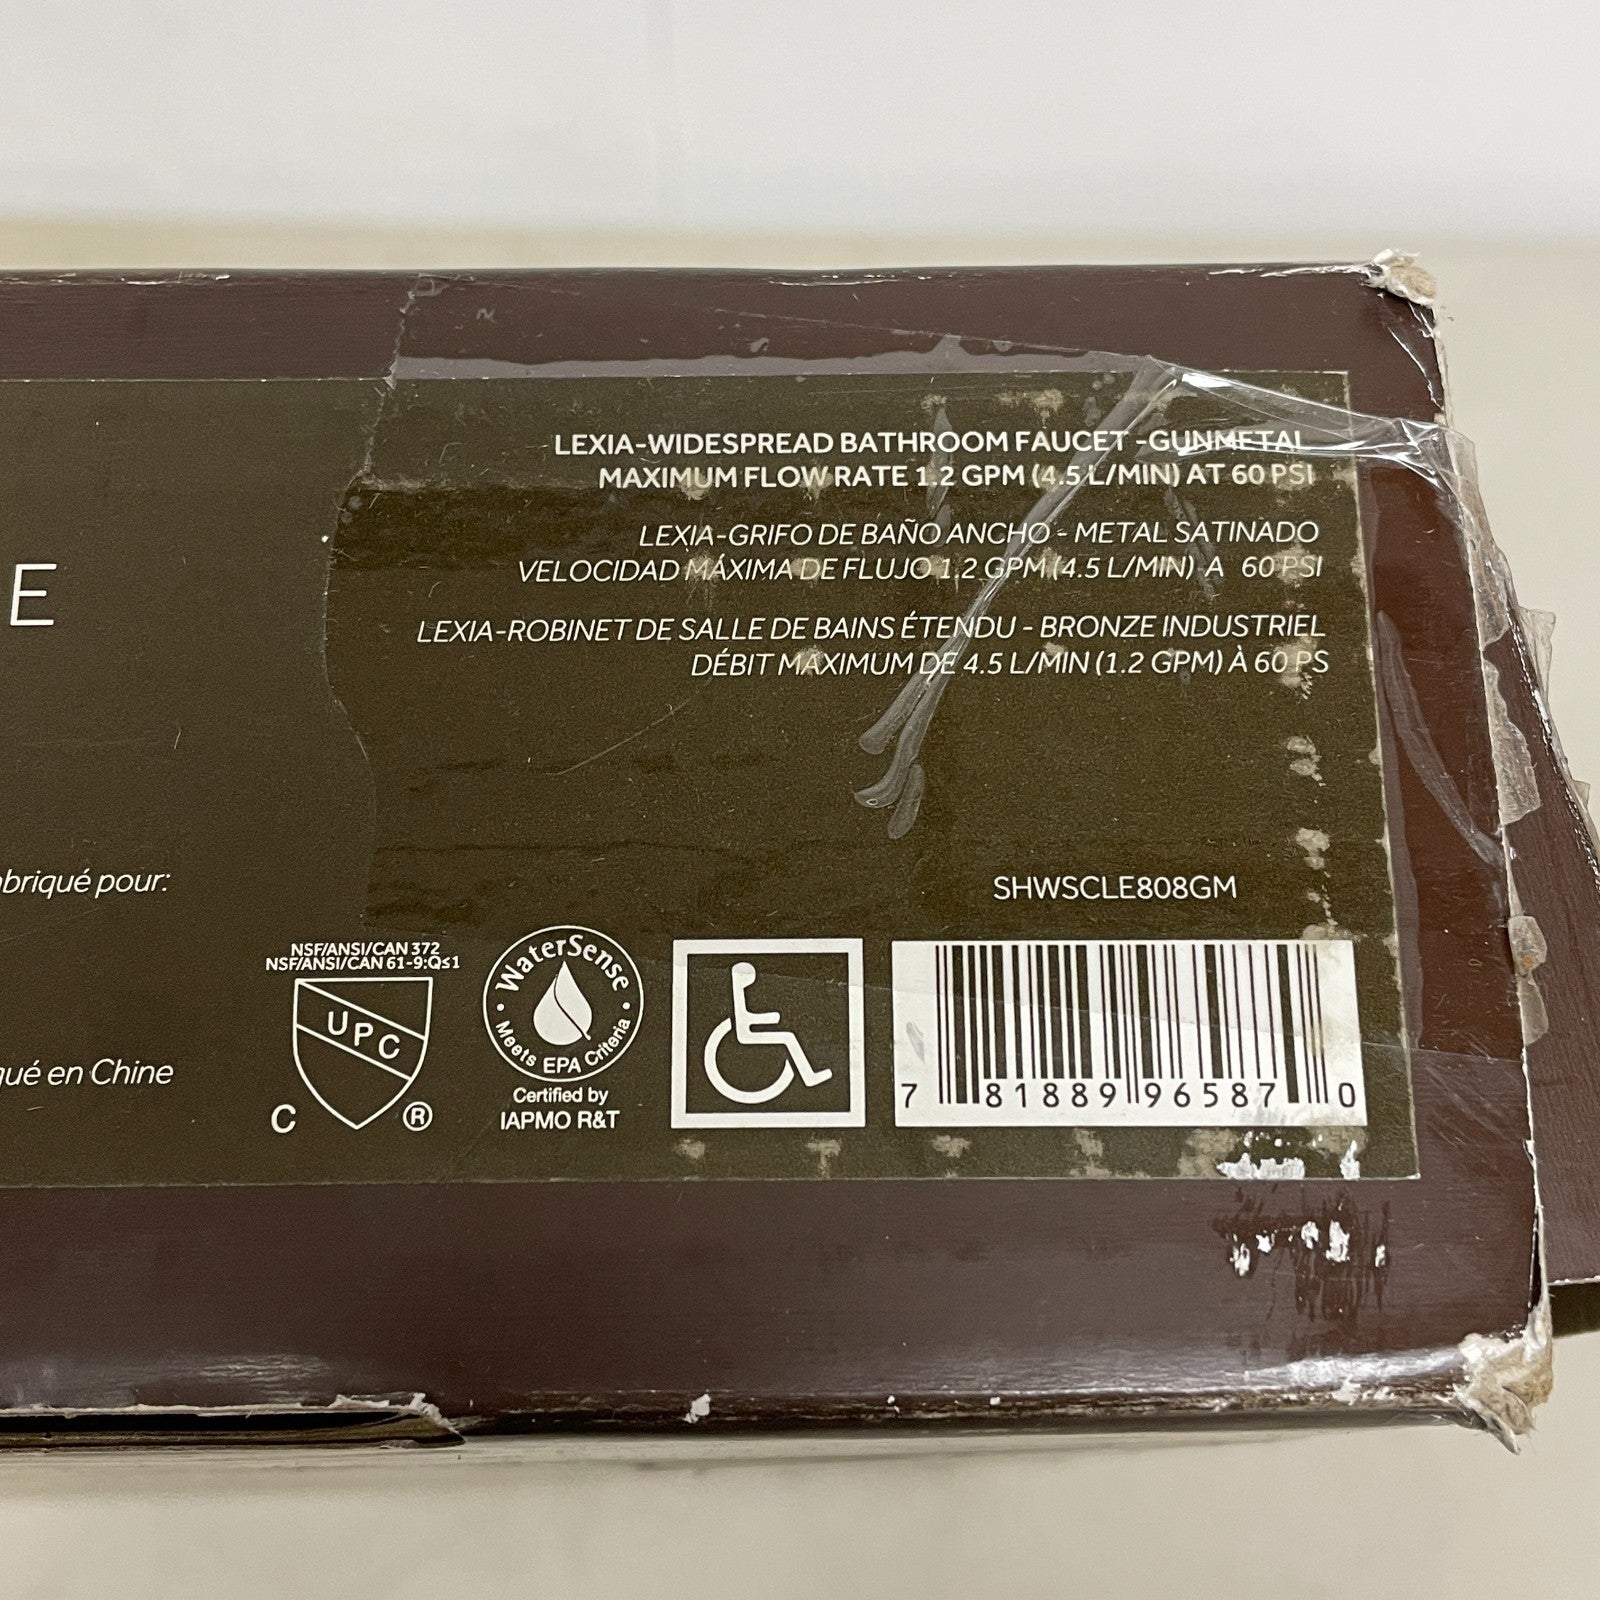 LEXIA-WIDESPREAD BATHROOM FAUCET -GUNMETAL
MAXIMUM FLOW RATE 1.2 GPM (4.5 L/MIN) AT 60 PSI
LEXIA-GRIFO DE BAÑO ANCHO - METAL SATINADO
VELOCIDAD MÁXIMA DE FLUJO 1.2 GPM (4.5 L/MIN) A 60 PSI
LEXIA-ROBINET DE SALLE DE BAINS ÉTENDU - BRONZE INDUSTRIEL
DÉBIT MAXIMUM DE 4.5 L/MIN (1.2 GPM) À 60 PS
E
briqué pour:
qué en Chine
SHWSCLE808GM
NSF/ANSI/CAN 372
NSF/ANSI/CAN 61-9:Q≤1
UPC
C ®
WaterSense
Meets EPA Criteria
Certified by
IAPMO R&T
7 81889 96587 0